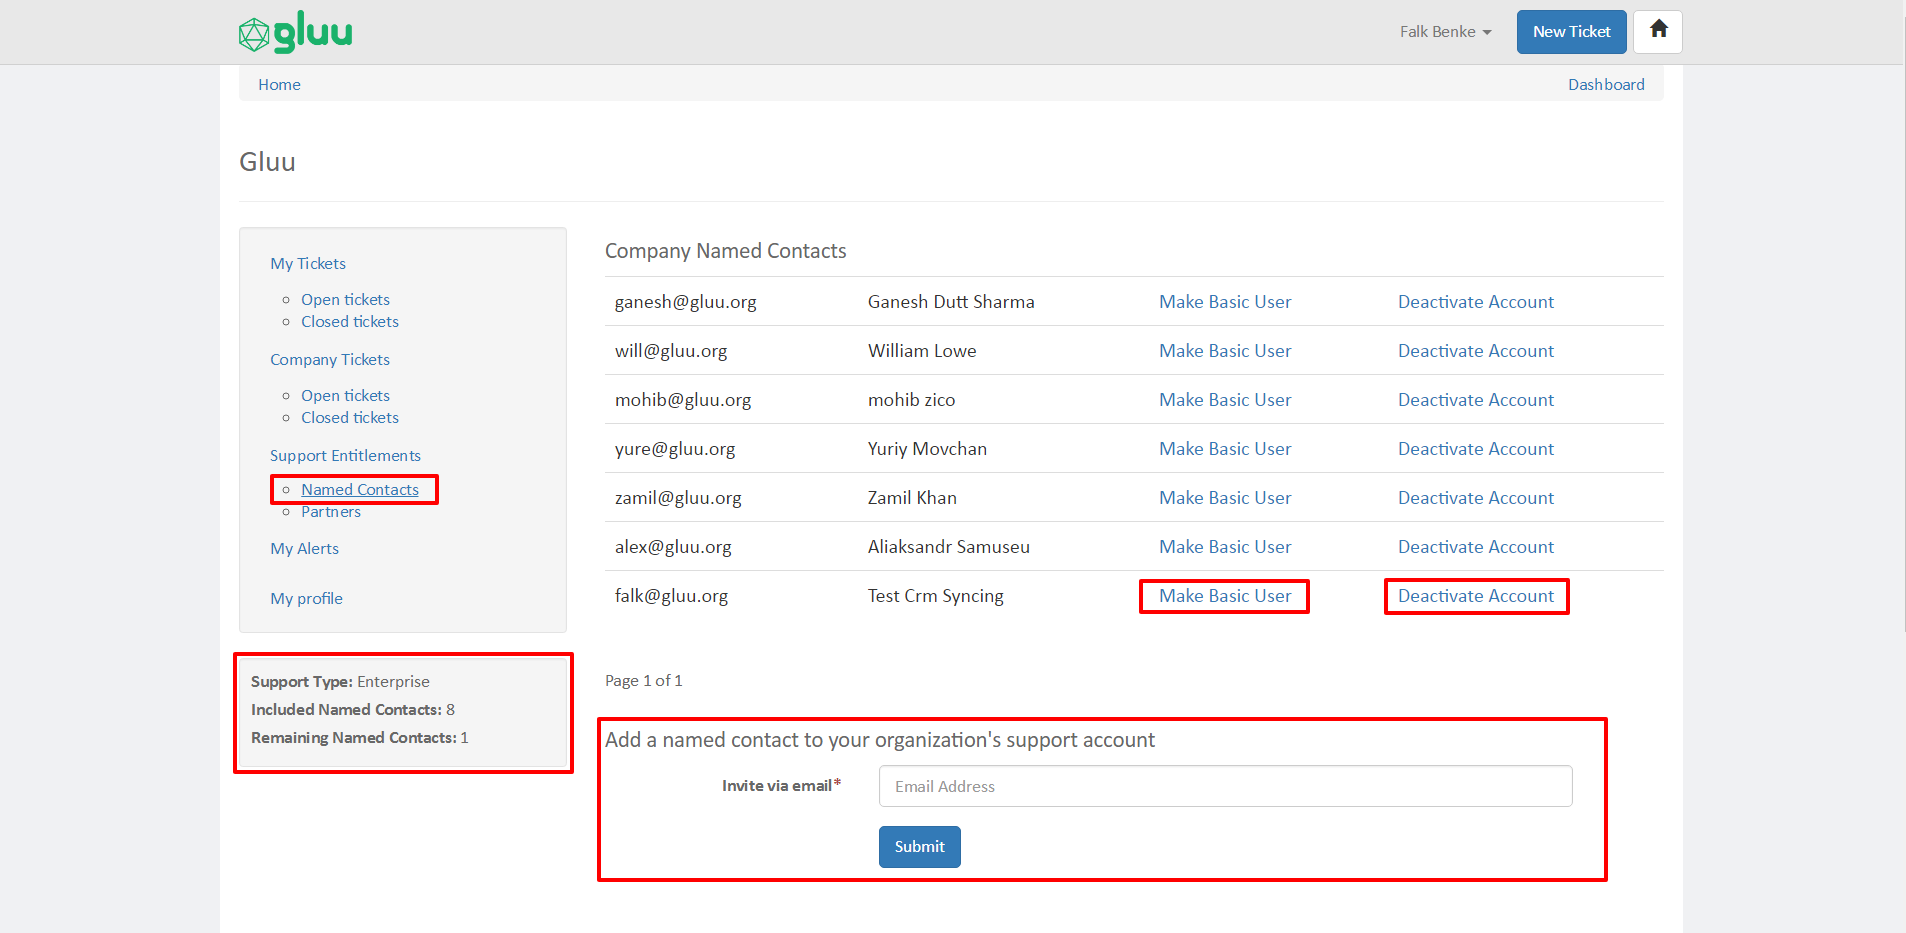 gluu
Falk Benke
New Ticket
Home
Dashboard
Gluu
My Tickets
Open tickets
Closed tickets
Company Tickets
Open tickets
Closed tickets
Support Entitlements
Named Contacts
Partners
My Alerts
My profile
Support Type: Enterprise
Included Named Contacts: 8
Remaining Named Contacts: 1
Company Named Contacts
ganesh@gluu.org Ganesh Dutt Sharma Make Basic User Deactivate Account
will@gluu.org William Lowe Make Basic User Deactivate Account
mohib@gluu.org mohib zico Make Basic User Deactivate Account
yure@gluu.org Yuriy Movchan Make Basic User Deactivate Account
zamil@gluu.org Zamil Khan Make Basic User Deactivate Account
alex@gluu.org Aliaksandr Samuseu Make Basic User Deactivate Account
falk@gluu.org Test Crm Syncing Make Basic User Deactivate Account
Page 1 of 1
Add a named contact to your organization's support account
Invite via email* Email Address
Submit